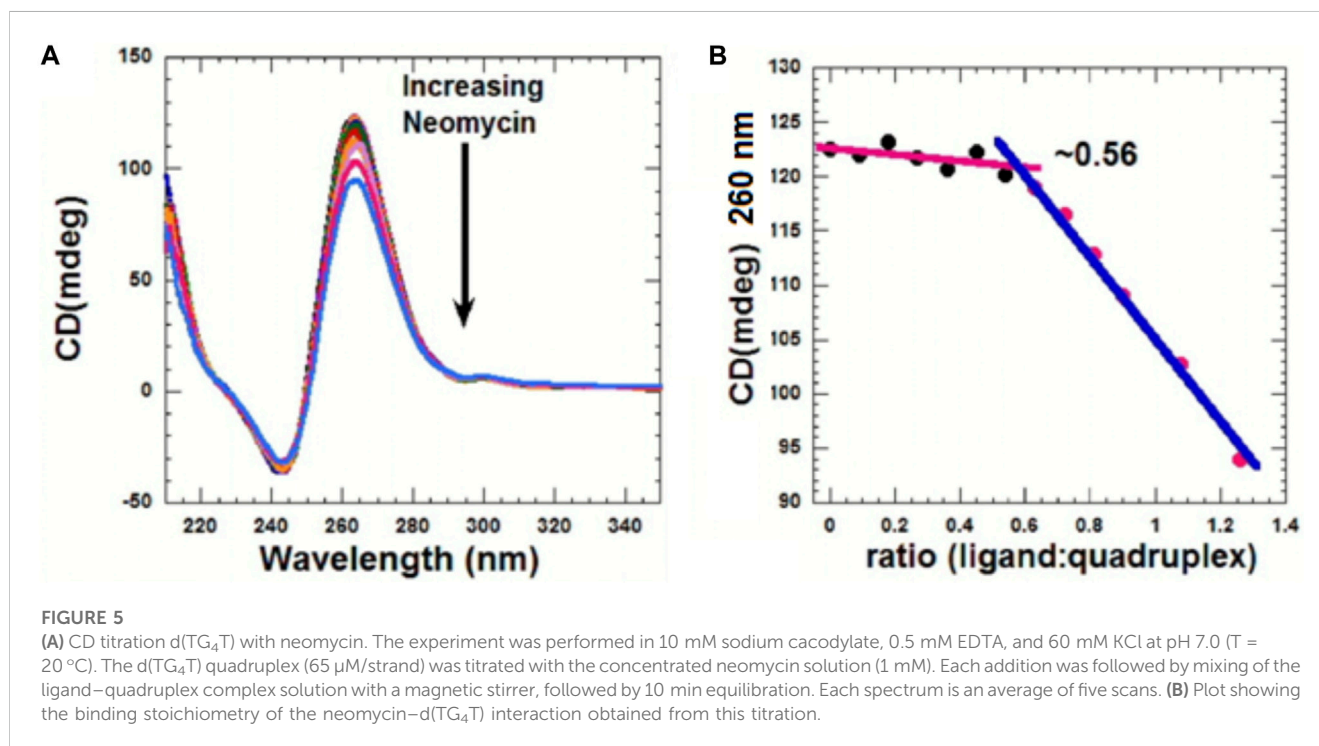 A
150
100
50
0
-50
CD(mdeg)
Increasing
Neomycin
220 240 260 280 300 320 340
Wavelength (nm)
B
130
125
120
115
110
105
100
95
90
CD(mdeg) 260 nm
~0.56
0 0.2 0.4 0.6 0.8 1 1.2 1.4
ratio (ligand:quadruplex)
FIGURE 5
(A) CD titration d(TG₄T) with neomycin. The experiment was performed in 10 mM sodium cacodylate, 0.5 mM EDTA, and 60 mM KCl at pH 7.0 (T =
20 °C). The d(TG₄T) quadruplex (65 µM/strand) was titrated with the concentrated neomycin solution (1 mM). Each addition was followed by mixing of the
ligand–quadruplex complex solution with a magnetic stirrer, followed by 10 min equilibration. Each spectrum is an average of five scans. (B) Plot showing
the binding stoichiometry of the neomycin–d(TG₄T) interaction obtained from this titration.